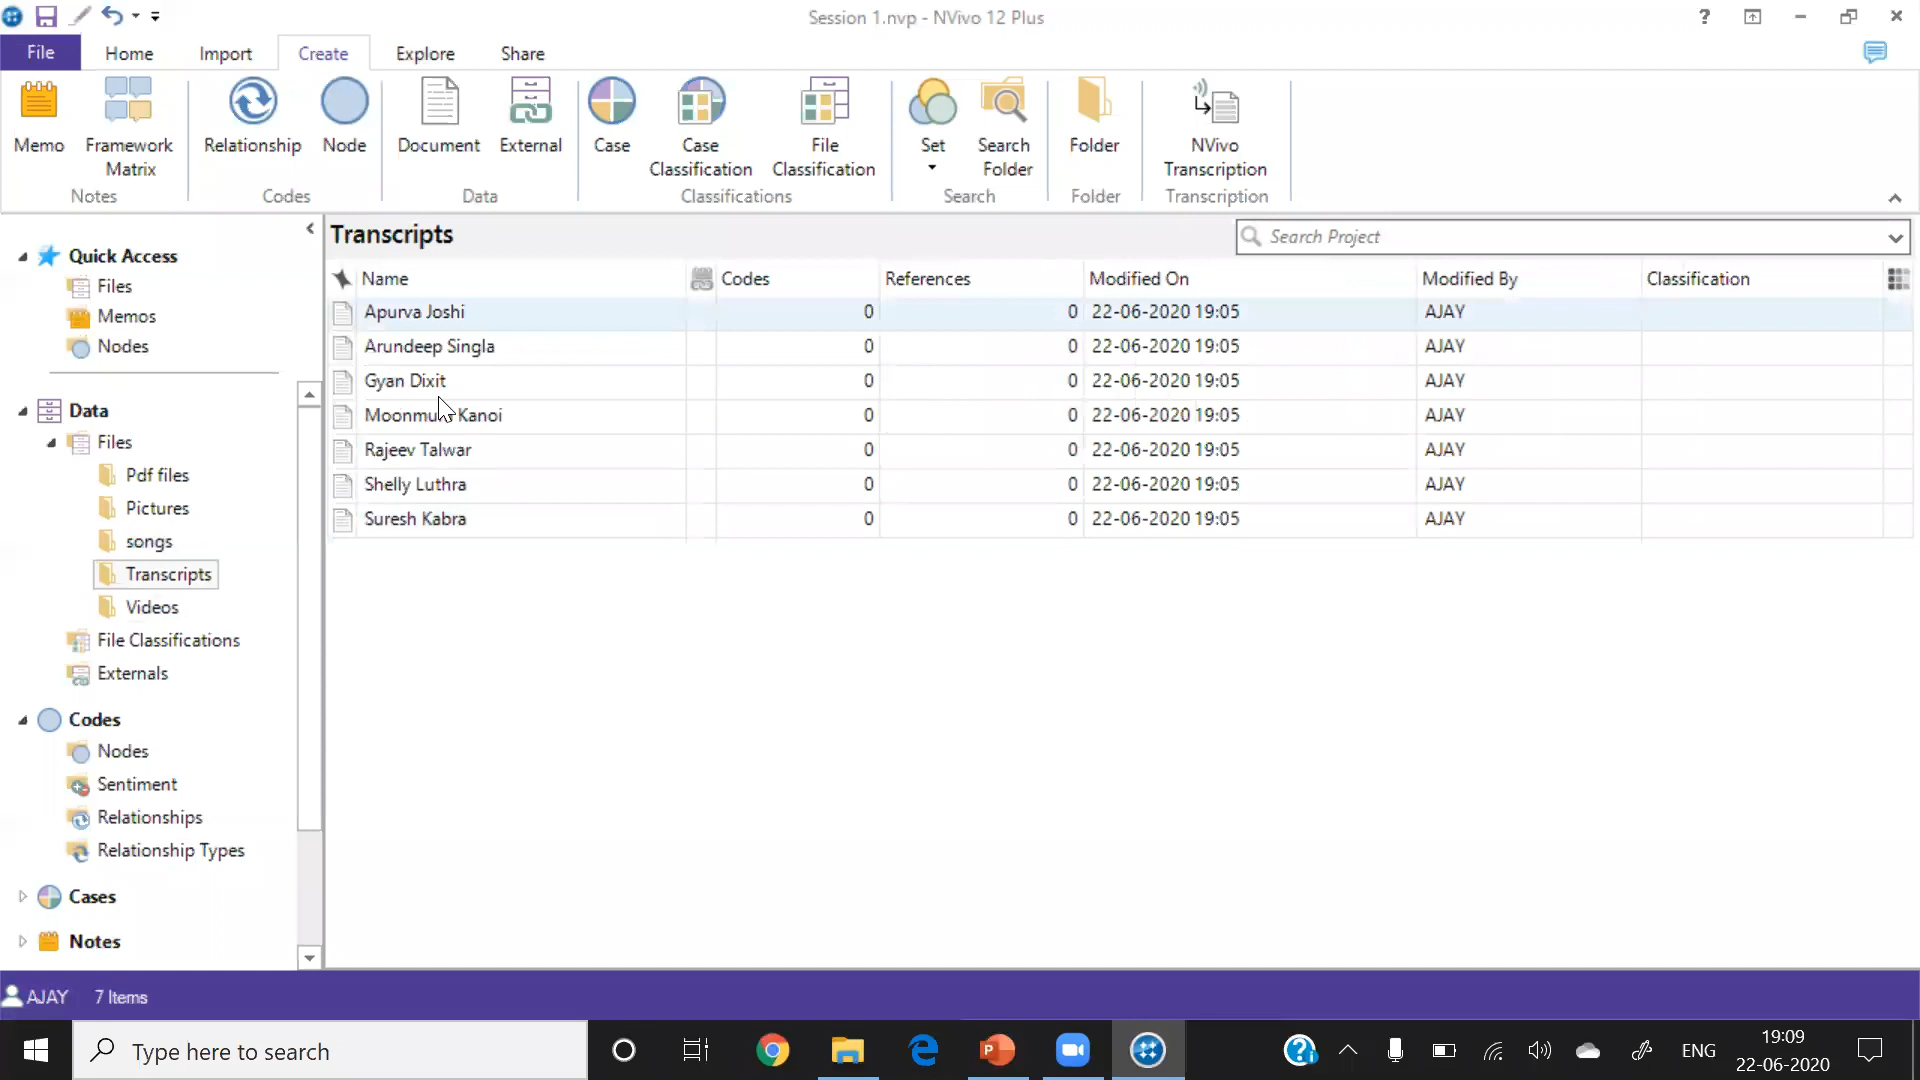 Session 1.nvp - NVivo 12 Plus
File Home Import Create Explore Share
Memo Framework Matrix Relationship Node Document External Case Case Classification File Classification Set Search Folder Folder NVivo Transcription
Notes Codes Data Classifications Search Folder Transcription
Transcripts Search Project
Quick Access
Files
Memos
Nodes
Data
Files
Pdf files
Pictures
songs
Transcripts
Videos
File Classifications
Externals
Codes
Nodes
Sentiment
Relationships
Relationship Types
Cases
Notes
Name Codes References Modified On Modified By Classification
Apurva Joshi 0 0 22-06-2020 19:05 AJAY
Arundeep Singla 0 0 22-06-2020 19:05 AJAY
Gyan Dixit 0 0 22-06-2020 19:05 AJAY
Kanoi 0 0 22-06-2020 19:05 AJAY
Rajeev Talwar 0 0 22-06-2020 19:05 AJAY
Shelly Luthra 0 0 22-06-2020 19:05 AJAY
Suresh Kabra 0 0 22-06-2020 19:05 AJAY
AJAY 7 Items
Type here to search
ENG
19:09
22-06-2020